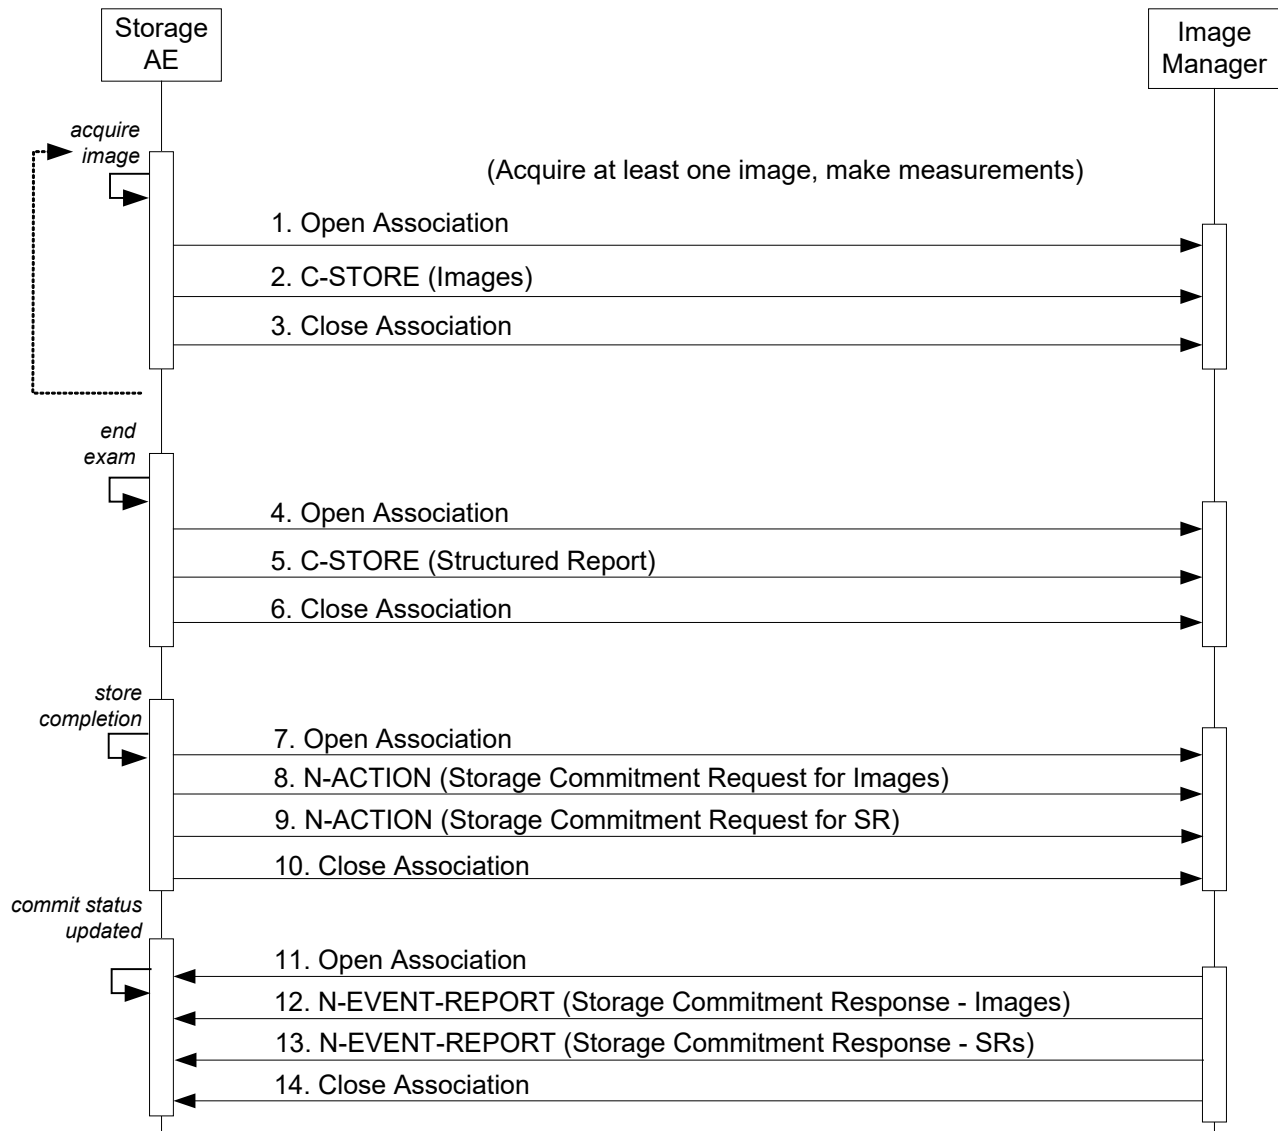 Storage
AE
Image
Manager
acquire
image
(Acquire at least one image, make measurements)
1. Open Association
2. C-STORE (Images)
3. Close Association
end
exam
4. Open Association
5. C-STORE (Structured Report)
6. Close Association
store
completion
7. Open Association
8. N-ACTION (Storage Commitment Request for Images)
9. N-ACTION (Storage Commitment Request for SR)
10. Close Association
commit status
updated
11. Open Association
12. N-EVENT-REPORT (Storage Commitment Response - Images)
13. N-EVENT-REPORT (Storage Commitment Response - SRs)
14. Close Association